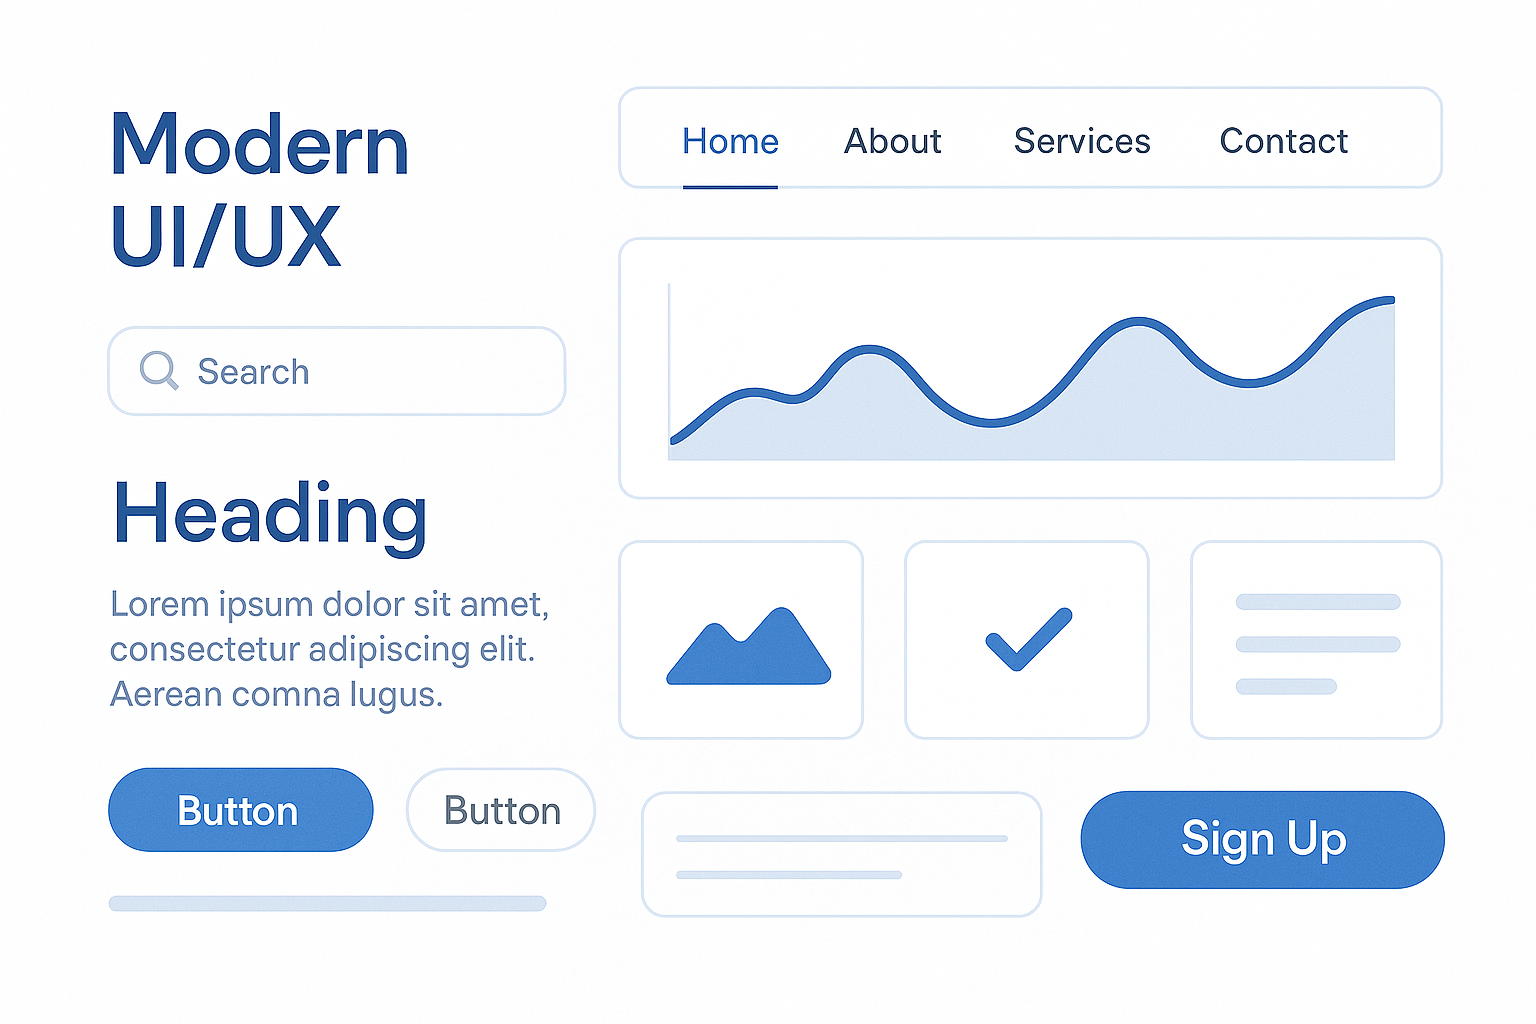 Modern
UI/UX
Search
Heading
Lorem ipsum dolor sit amet,
consectetur adipiscing elit.
Aerean comna lugus.
Button
Button
Home
About
Services
Contact
Sign Up